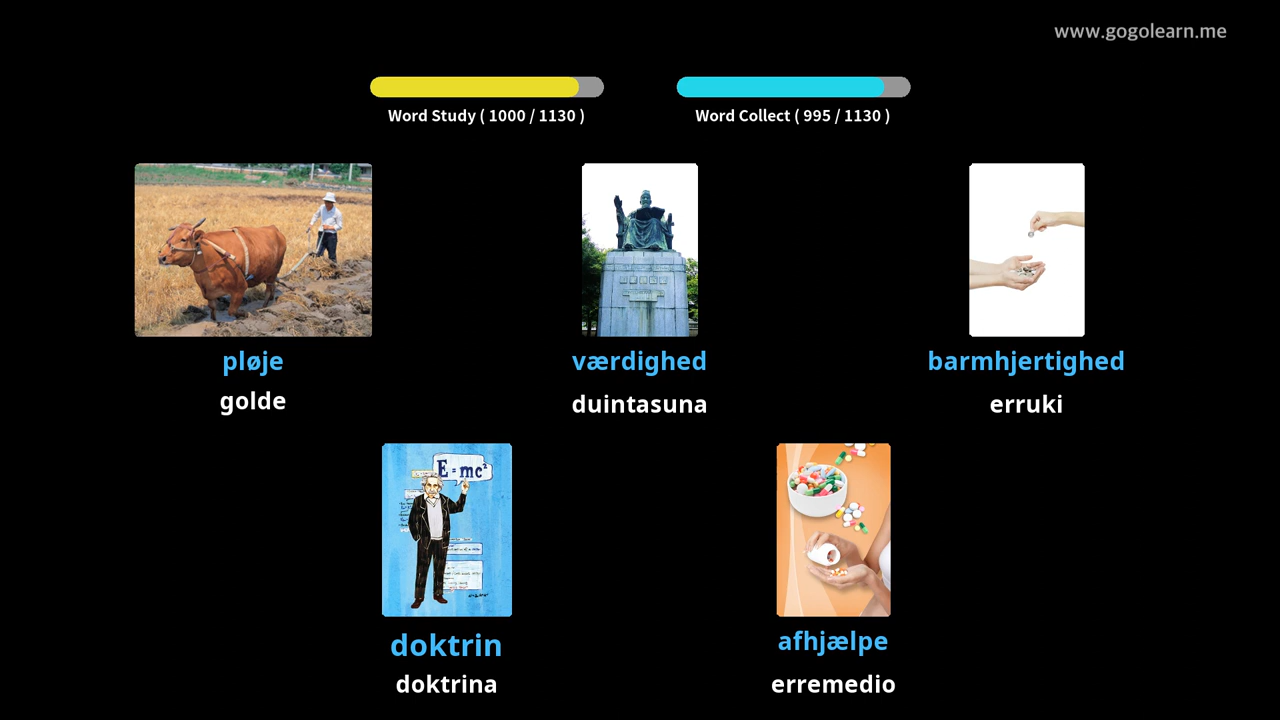 www.gogolearn.me
Word Study ( 1000 / 1130 )
Word Collect ( 995 / 1130 )
pløje
værdighed
barmhjertighed
golde
duintasuna
erruki
E=mc²
doktrin
afhjælpe
doktrina
erremedio